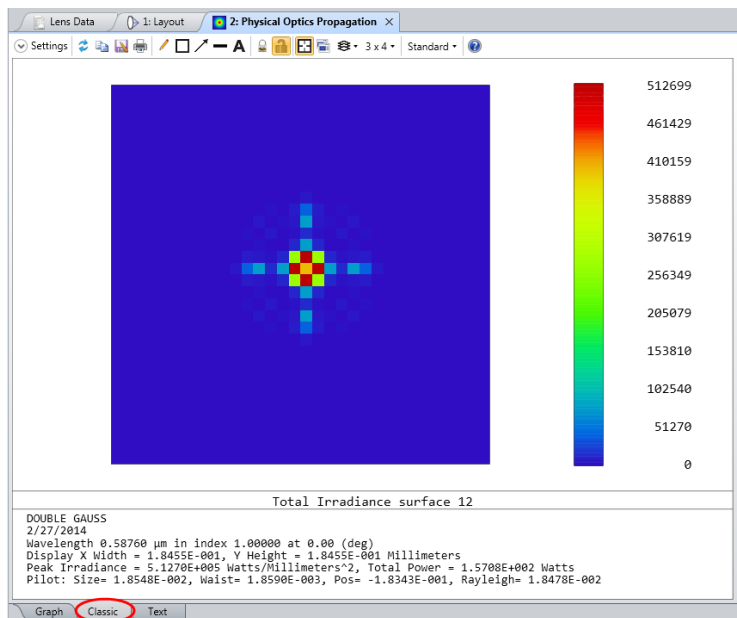 Lens Data 1: Layout 2: Physical Optics Propagation ×
Settings A 3 x 4 Standard ?
512699
461429
410159
358889
307619
256349
205079
153810
102540
51270
0
Total Irradiance surface 12
DOUBLE GAUSS
2/27/2014
Wavelength 0.58760 µm in index 1.00000 at 0.00 (deg)
Display X Width = 1.8455E-001, Y Height = 1.8455E-001 Millimeters
Peak Irradiance = 5.1270E+005 Watts/Millimeters^2, Total Power = 1.5708E+002 Watts
Pilot: Size= 1.8548E-002, Waist= 1.8590E-003, Pos= -1.8343E-001, Rayleigh= 1.8478E-002
Graph Classic Text